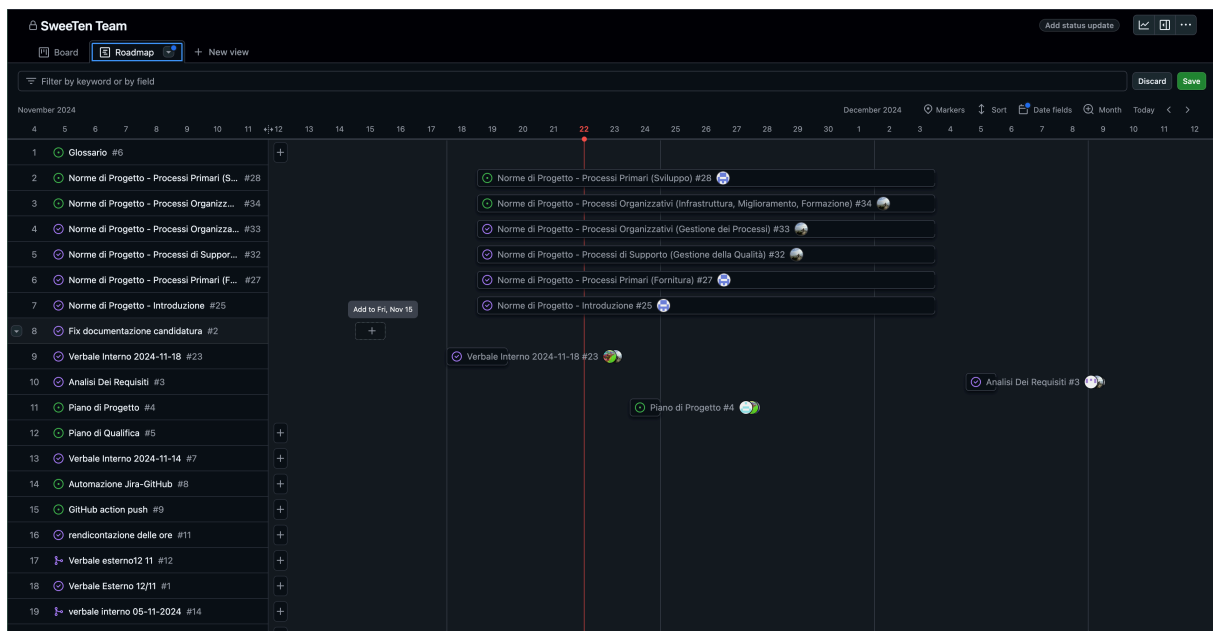 SweeTen Team
Add status update
Board
Roadmap
New view
Filter by keyword or by field
Discard
Save
November 2024
December 2024
Markers
Sort
Date fields
Month
Today
4 5 6 7 8 9 10 11 12 13 14 15 16 17 18 19 20 21 22 23 24 25 26 27 28 29 30 1 2 3 4 5 6 7 8 9 10 11 12
1 Glossario #6
2 Norme di Progetto - Processi Primari (S... #28
Norme di Progetto - Processi Primari (Sviluppo) #28
3 Norme di Progetto - Processi Organizz... #34
Norme di Progetto - Processi Organizzativi (Infrastruttura, Miglioramento, Formazione) #34
4 Norme di Progetto - Processi Organizza... #33
Norme di Progetto - Processi Organizzativi (Gestione dei Processi) #33
5 Norme di Progetto - Processi di Suppor... #32
Norme di Progetto - Processi di Supporto (Gestione della Qualità) #32
6 Norme di Progetto - Processi Primari (F... #27
Norme di Progetto - Processi Primari (Fornitura) #27
7 Norme di Progetto - Introduzione #25
Add to Fri, Nov 15
Norme di Progetto - Introduzione #25
8 Fix documentazione candidatura #2
9 Verbale Interno 2024-11-18 #23
Verbale Interno 2024-11-18 #23
10 Analisi Dei Requisiti #3
Analisi Dei Requisiti #3
11 Piano di Progetto #4
Piano di Progetto #4
12 Piano di Qualifica #5
13 Verbale Interno 2024-11-14 #7
14 Automazione Jira-GitHub #8
15 GitHub action push #9
16 rendicontazione delle ore #11
17 Verbale esterno12 11 #12
18 Verbale Esterno 12/11 #1
19 verbale interno 05-11-2024 #14